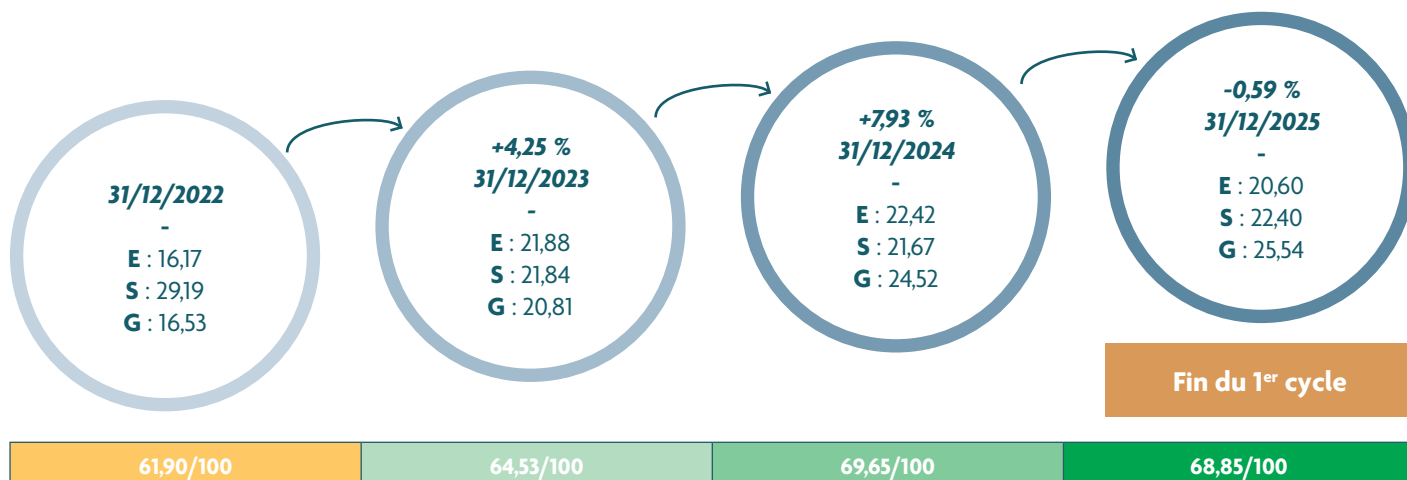 31/12/2022
-
E : 16,17
S : 29,19
G : 16,53
+4,25 %
31/12/2023
-
E : 21,88
S : 21,84
G : 20,81
+7,93 %
31/12/2024
-
E : 22,42
S : 21,67
G : 24,52
-0,59 %
31/12/2025
-
E : 20,60
S : 22,40
G : 25,54
Fin du 1er cycle
61,90/100
64,53/100
69,65/100
68,85/100